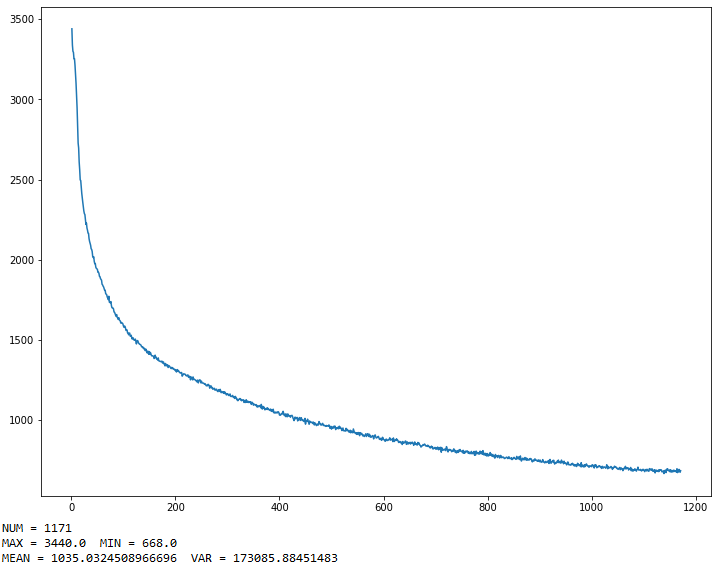 3500
3000
2500
2000
1500
1000
0 200 400 600 800 1000 1200
NUM = 1171
MAX = 3440.0  MIN = 668.0
MEAN = 1035.0324508966696  VAR = 173085.88451483